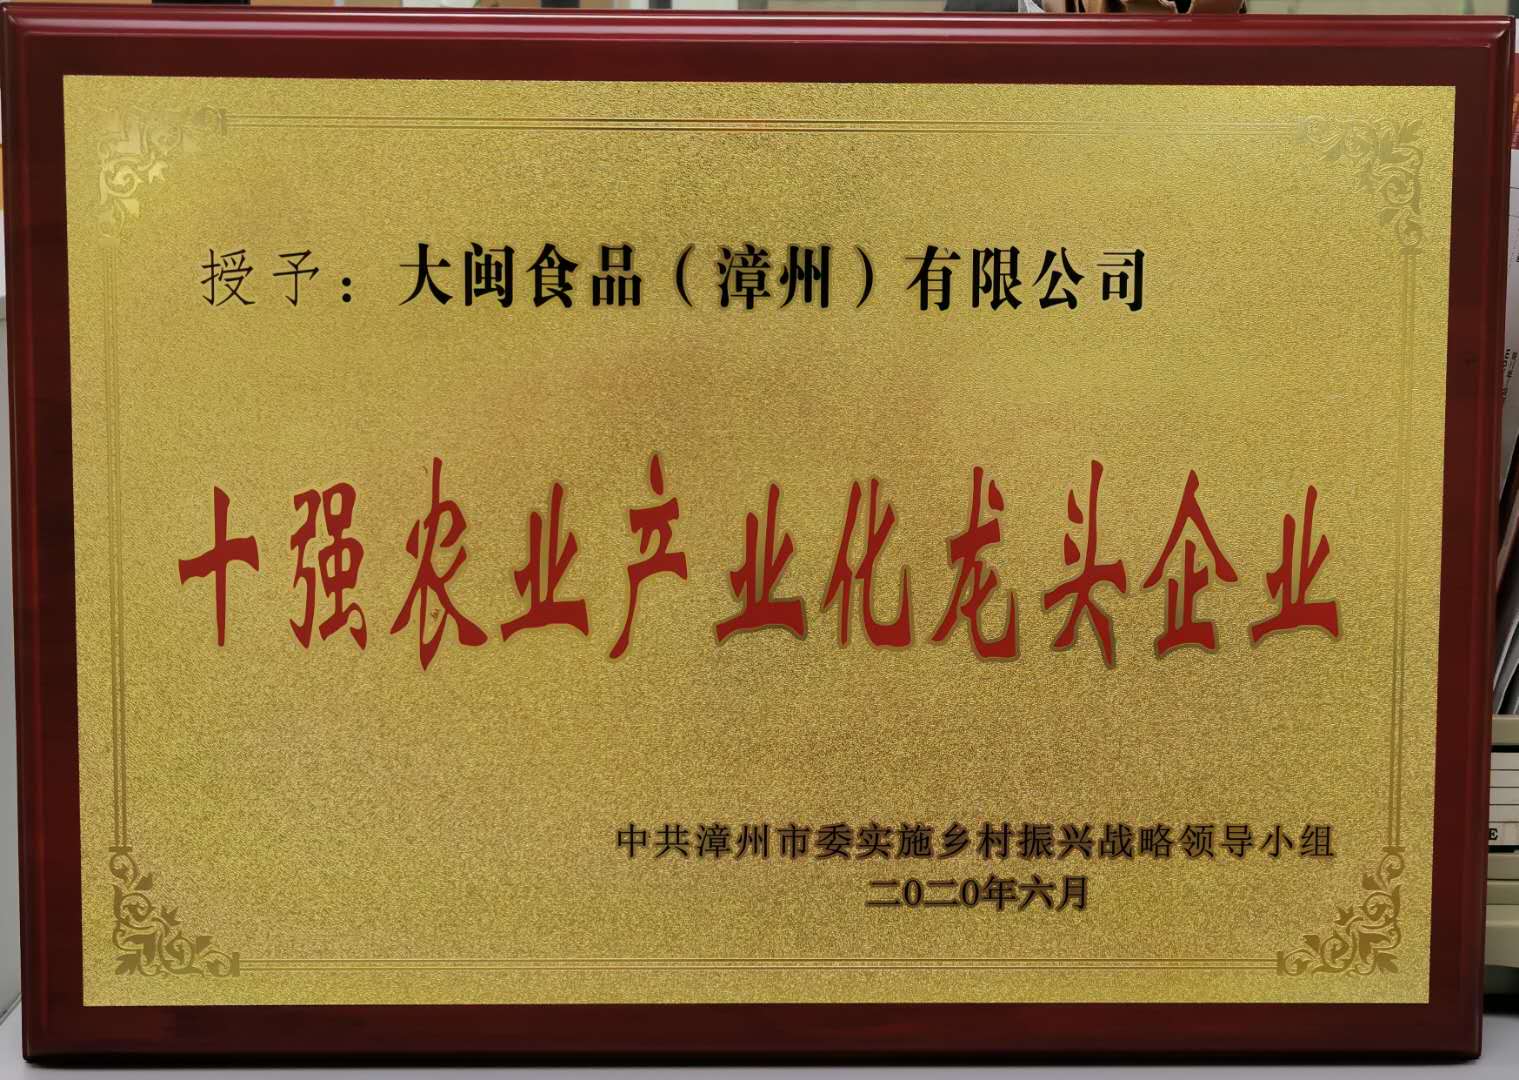 授予：大闽食品（漳州）有限公司
十强农业产业化龙头企业
中共漳州市委实施乡村振兴战略领导小组
二0二0年六月